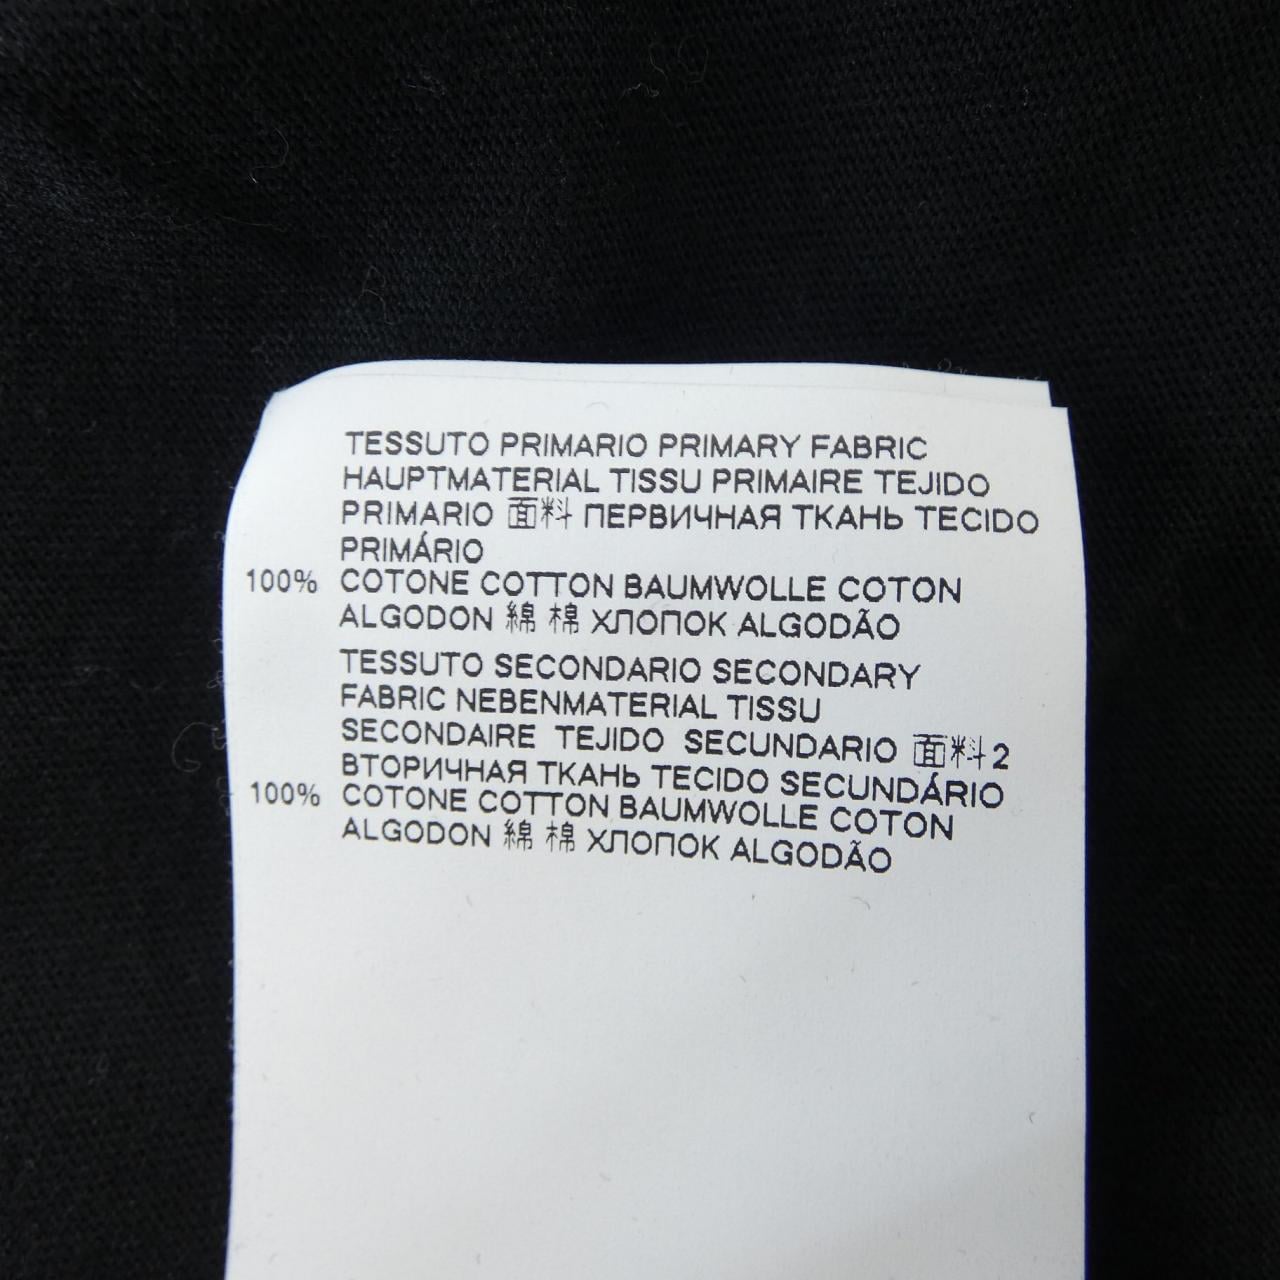 TESSUTO PRIMARIO PRIMARY FABRIC
HAUPTMATERIAL TISSU PRIMAIRE TEJIDO
PRIMARIO 面料 ПЕРВИЧНАЯ ТКАНЬ TECIDO
PRIMÁRIO
100% COTONE COTTON BAUMWOLLE COTON
ALGODON 綿 棉 ХЛОПОК ALGODÃO
TESSUTO SECONDARIO SECONDARY
FABRIC NEBENMATERIAL TISSU
SECONDAIRE TEJIDO SECUNDARIO 面料2
ВТОРИЧНАЯ ТКАНЬ TECIDO SECUNDÁRIO
100% COTONE COTTON BAUMWOLLE COTON
ALGODON 綿 棉 ХЛОПОК ALGODÃO